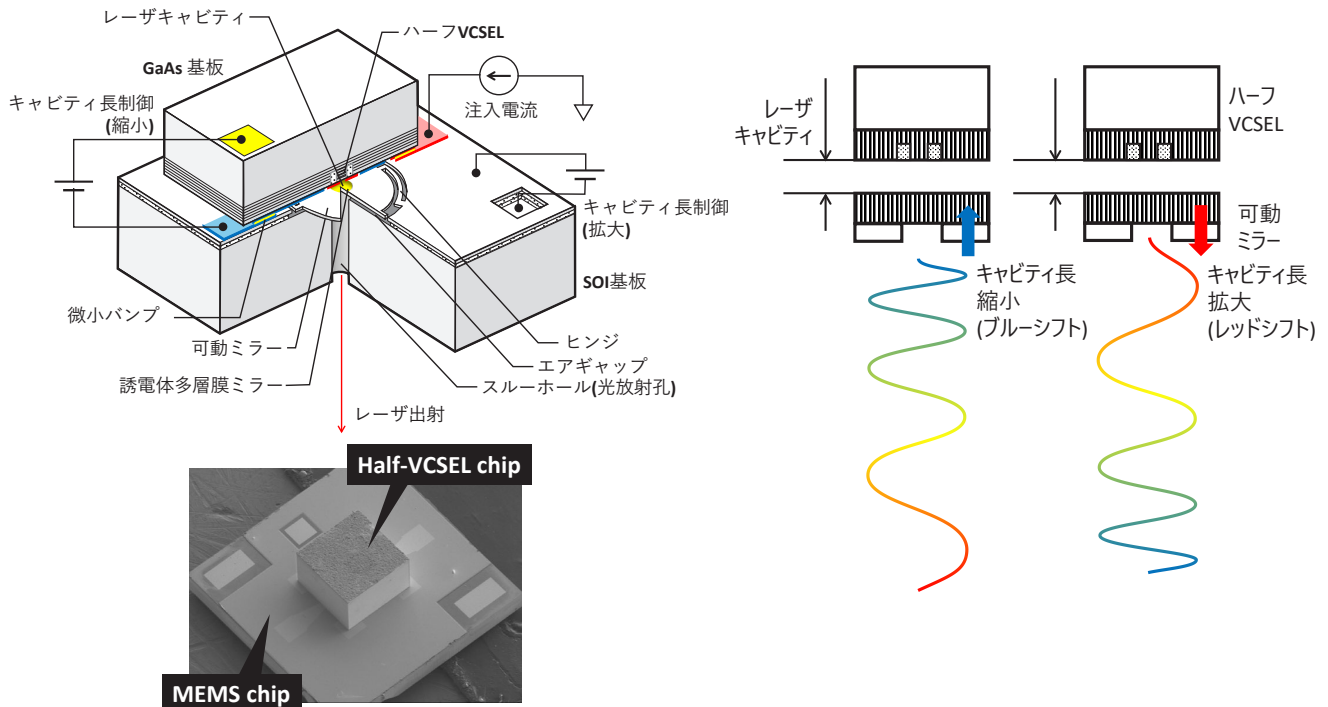 レーザキャビティ
ハーフVCSEL
GaAs 基板
キャビティ長制御
(縮小)
注入電流
キャビティ長制御
(拡大)
SOI基板
微小バンプ
可動ミラー
誘電体多層膜ミラー
ヒンジ
エアギャップ
スルーホール(光放射孔)
レーザ出射
Half-VCSEL chip
MEMS chip
レーザ
キャビティ
ハーフ
VCSEL
可動
ミラー
キャビティ長
縮小
(ブルーシフト)
キャビティ長
拡大
(レッドシフト)